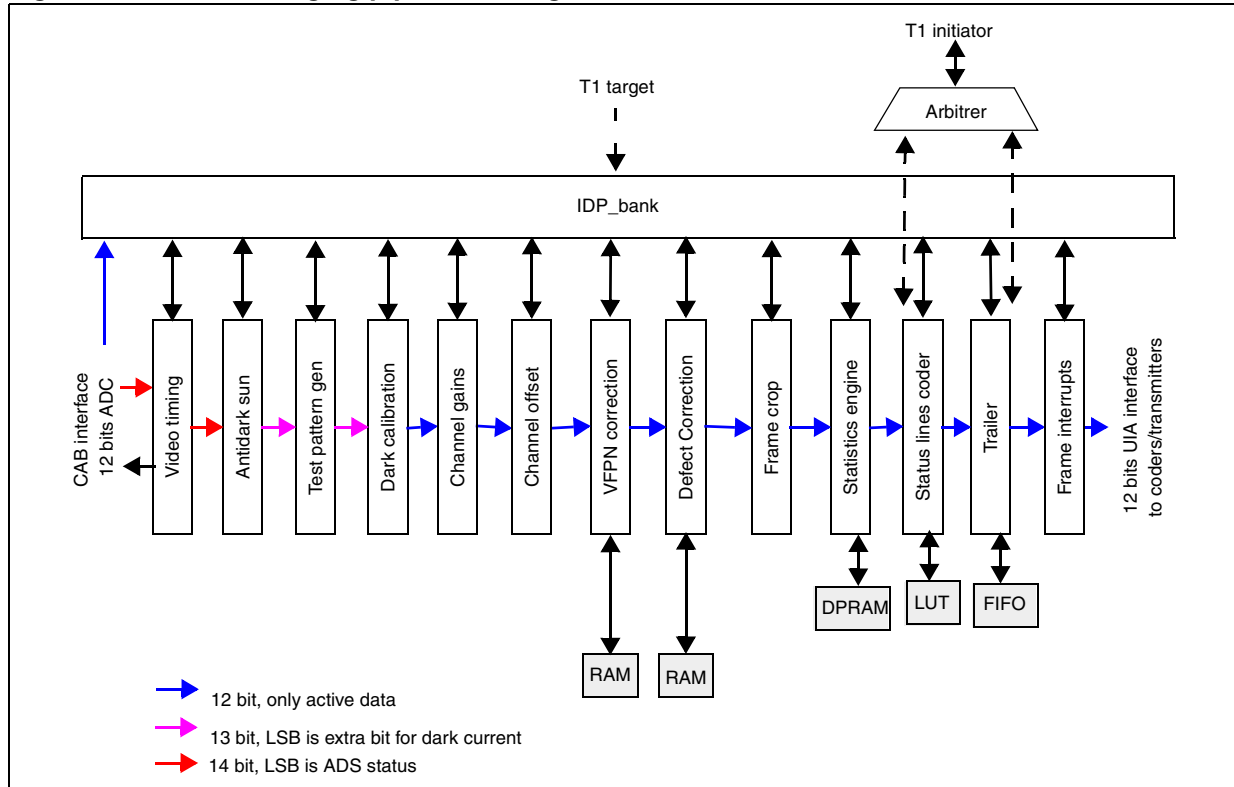 T1 initiator
T1 target
Arbitrer
IDP_bank
CAB interface
12 bits ADC
Video timing
Antidark sun
Test pattern gen
Dark calibration
Channel gains
Channel offset
VFPN correction
Defect Correction
Frame crop
Statistics engine
Status lines coder
Trailer
Frame interrupts
12 bits UIA interface
to coders/transmitters
DPRAM
LUT
FIFO
RAM
RAM
12 bit, only active data
13 bit, LSB is extra bit for dark current
14 bit, LSB is ADS status